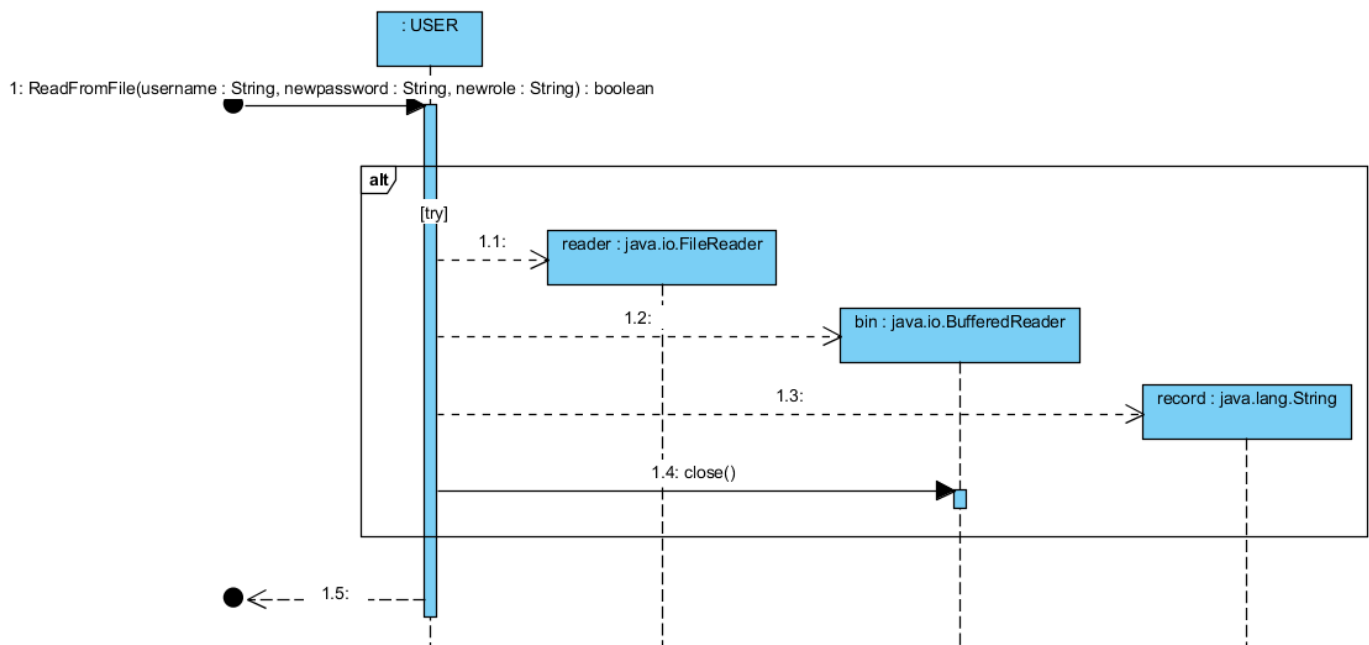 : USER
1: ReadFromFile(username : String, newpassword : String, newrole : String) : boolean
alt
[try]
1.1:
reader : java.io.FileReader
1.2:
bin : java.io.BufferedReader
1.3:
record : java.lang.String
1.4: close()
1.5: